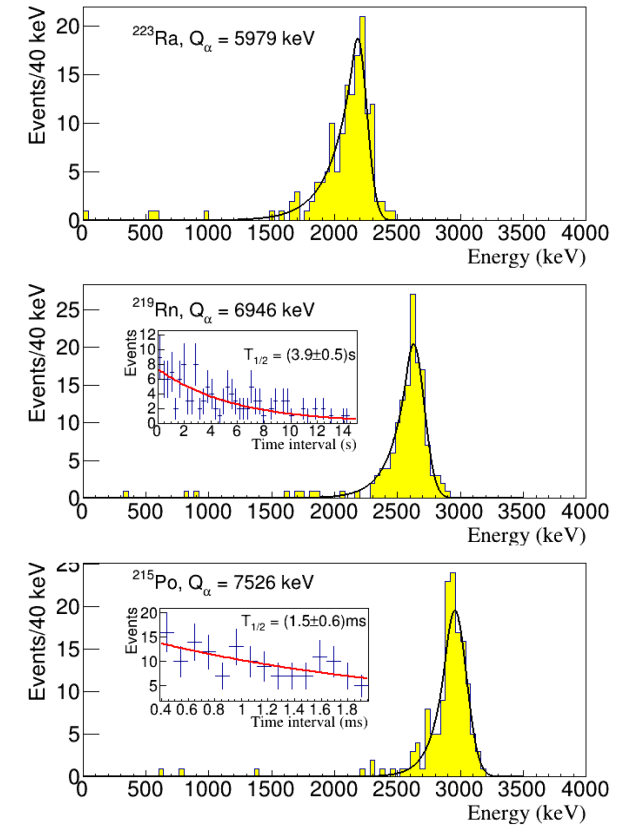 ²²³Ra, Qα = 5979 keV
Events/40 keV
20
15
10
5
0
0 500 1000 1500 2000 2500 3000 3500 4000
Energy (keV)
²¹⁹Rn, Qα = 6946 keV
Events/40 keV
25
20
15
10
5
0
T1/2 = (3.9±0.5)s
Events
12
10
8
6
4
2
0
0 2 4 6 8 10 12 14
Time interval (s)
0 500 1000 1500 2000 2500 3000 3500 4000
Energy (keV)
²¹⁵Po, Qα = 7526 keV
Events/40 keV
25
20
15
10
5
0
T1/2 = (1.5±0.6)ms
Events
20
15
10
5
0.4 0.6 0.8 1 1.2 1.4 1.6 1.8
Time interval (ms)
0 500 1000 1500 2000 2500 3000 3500 4000
Energy (keV)